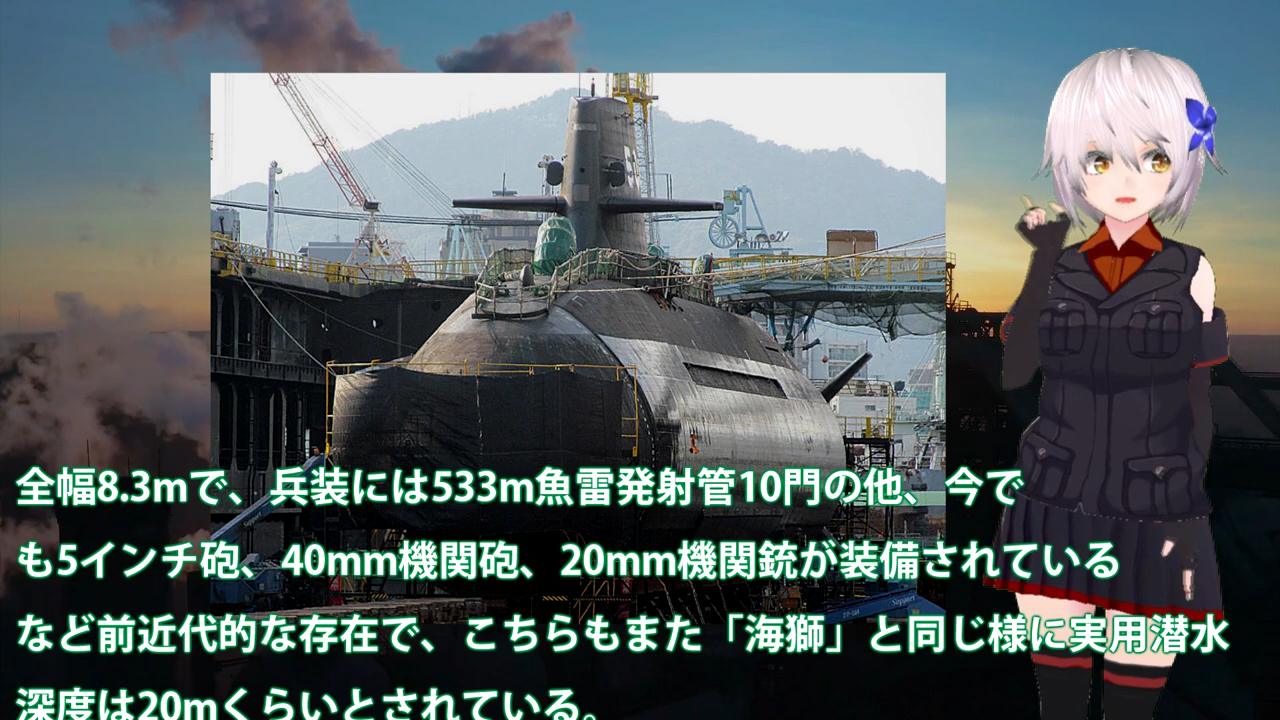 全幅8.3mで、兵装には533m魚雷発射管10門の他、今で
も5インチ砲、40mm機関砲、20mm機関銃が装備されている
など前近代的な存在で、こちらもまた「海獅」と同じ様に実用潜水
深度は20mくらいとされている。